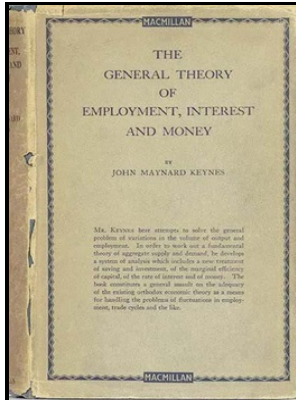 MACMILLAN
THE
GENERAL THEORY
OF
EMPLOYMENT, INTEREST
AND MONEY
BY
JOHN MAYNARD KEYNES
MR. KEYNES here attempts to solve the general
problem of variations in the volume of output and
employment. In order to work out a fundamental
theory of aggregate supply and demand, he develops
a system of analysis which includes a new treatment
of saving and investment, of the marginal efficiency
of capital, of the rate of interest and of money. The
book constitutes a general assault on the adequacy
of the existing orthodox economic theory as a means
for handling the problems of fluctuations in employ-
ment, trade cycles and the like.
MACMILLAN